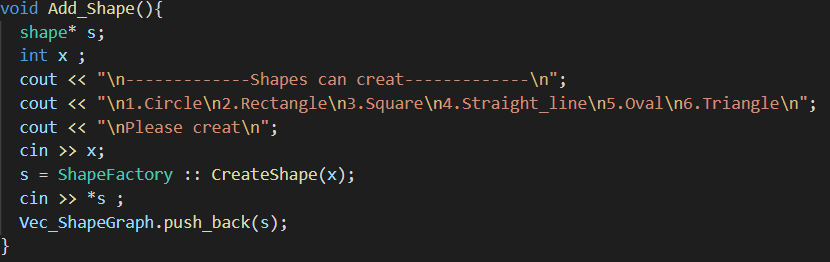 void Add_Shape(){
shape* s;
int x ;
cout << "\n-------------Shapes can creat-------------\n";
cout << "\n1.Circle\n2.Rectangle\n3.Square\n4.Straight_line\n5.Oval\n6.Triangle\n";
cout << "\nPlease creat\n";
cin >> x;
s = ShapeFactory :: CreateShape(x);
cin >> *s ;
Vec_ShapeGraph.push_back(s);
}